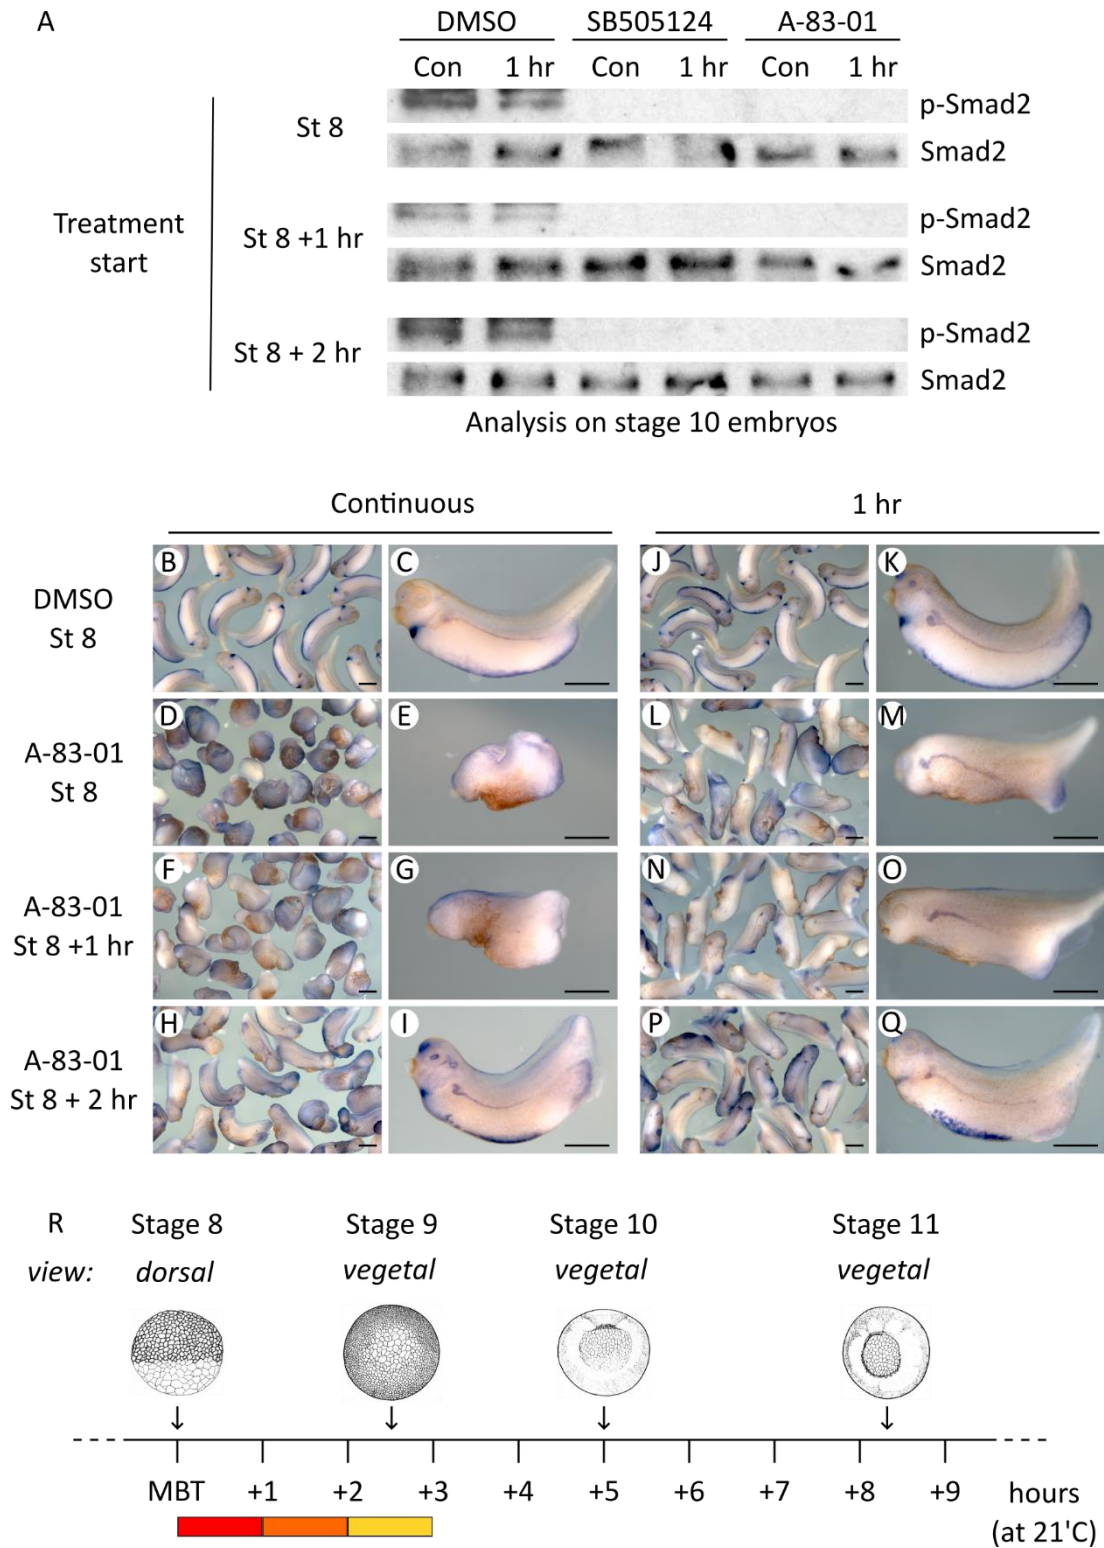 A
DMSO SB505124 A-83-01
Con 1 hr Con 1 hr Con 1 hr
St 8
p-Smad2
Smad2
Treatment
start
St 8 +1 hr
p-Smad2
Smad2
St 8 + 2 hr
p-Smad2
Smad2
Analysis on stage 10 embryos
Continuous 1 hr
DMSO
St 8
B C J K
A-83-01
St 8
D E L M
A-83-01
St 8 +1 hr
F G N O
A-83-01
St 8 + 2 hr
H I P Q
R Stage 8 Stage 9 Stage 10 Stage 11
view: dorsal vegetal vegetal vegetal
MBT +1 +2 +3 +4 +5 +6 +7 +8 +9 hours
(at 21'C)